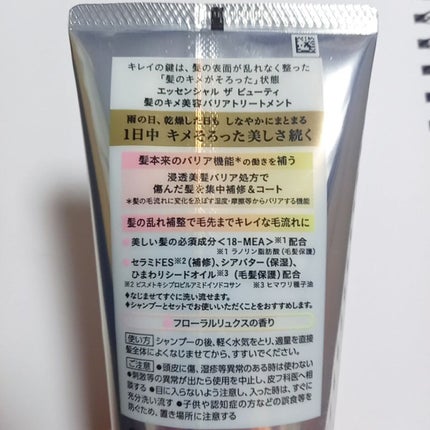 キレイの鍵は、髪の表面が乱れなく整った
「髪のキメがそろった」状態
エッセンシャル ザ ビューティ
髪のキメ美容バリアトリートメント
雨の日、乾燥した日も しなやかにまとまる
1日中 キメそろった美しさ続く
髪本来のバリア機能*の働きを補う
浸透美髪バリア処方で
傷んだ髪を集中補修＆コート
*髪の毛流れに変化を及ぼす湿度・摩擦等からバリアする機能
髪の乱れ補整で毛先までキレイな毛流れに
◆美しい髪の必須成分＜18-MEA＞※1配合
※1 ラノリン脂肪酸（毛髪保護）
◆セラミドES※2（補修）、シアバター（保湿）、
ひまわりシードオイル※3（毛髪保護）配合
※2 ビスメトキシプロピルアミドイソドコサン ※3 ヒマワリ種子油
◆なじませてすぐに洗い流せます。
◆シャンプーとセットでお使いいただくことをおすすめします。
フローラルリュクスの香り
使い方 シャンプーの後、軽く水気をとり、適量を直接
髪全体によくなじませてから、すすいでください。
ご注意 ●頭皮に傷、湿疹等異常のある時は使わない
●刺激等の異常が出たら使用を中止し、皮フ科医へ相
談する ●目に入らないよう注意し、入った時は、すぐに
充分洗い流す ●子供や認知症の方などの誤食等を
防ぐため、置き場所に注意する